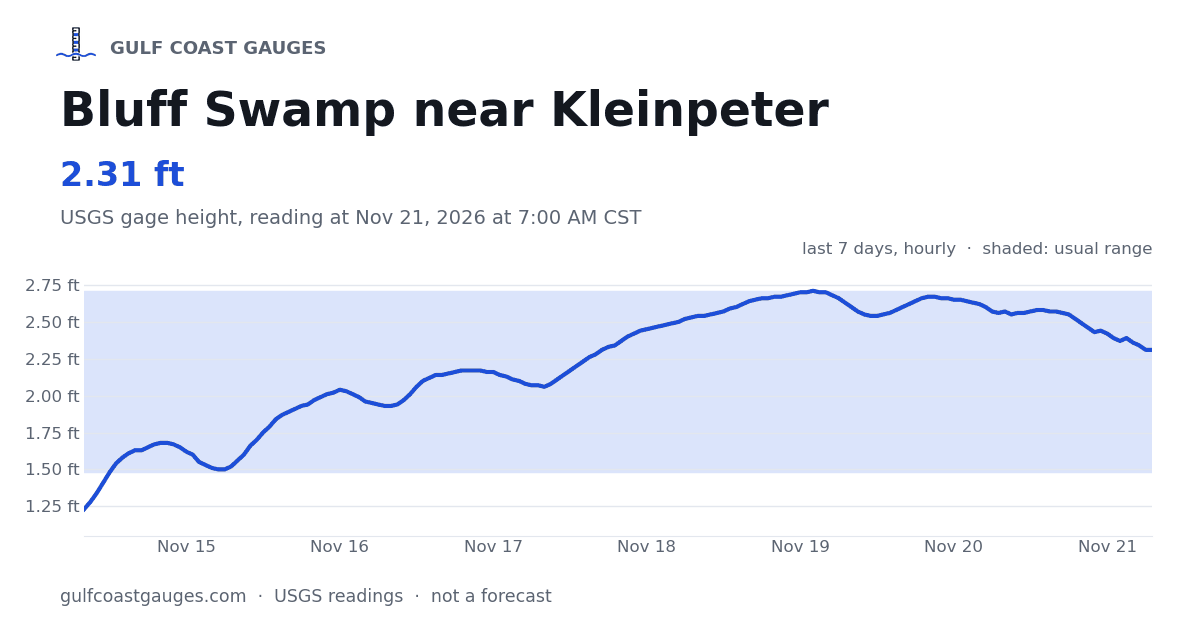 GULF COAST GAUGES
Bluff Swamp near Kleinpeter
2.31 ft
USGS gage height, reading at Nov 21, 2026 at 7:00 AM CST
last 7 days, hourly · shaded: usual range
2.75 ft
2.50 ft
2.25 ft
2.00 ft
1.75 ft
1.50 ft
1.25 ft
Nov 15 Nov 16 Nov 17 Nov 18 Nov 19 Nov 20 Nov 21
gulfcoastgauges.com · USGS readings · not a forecast